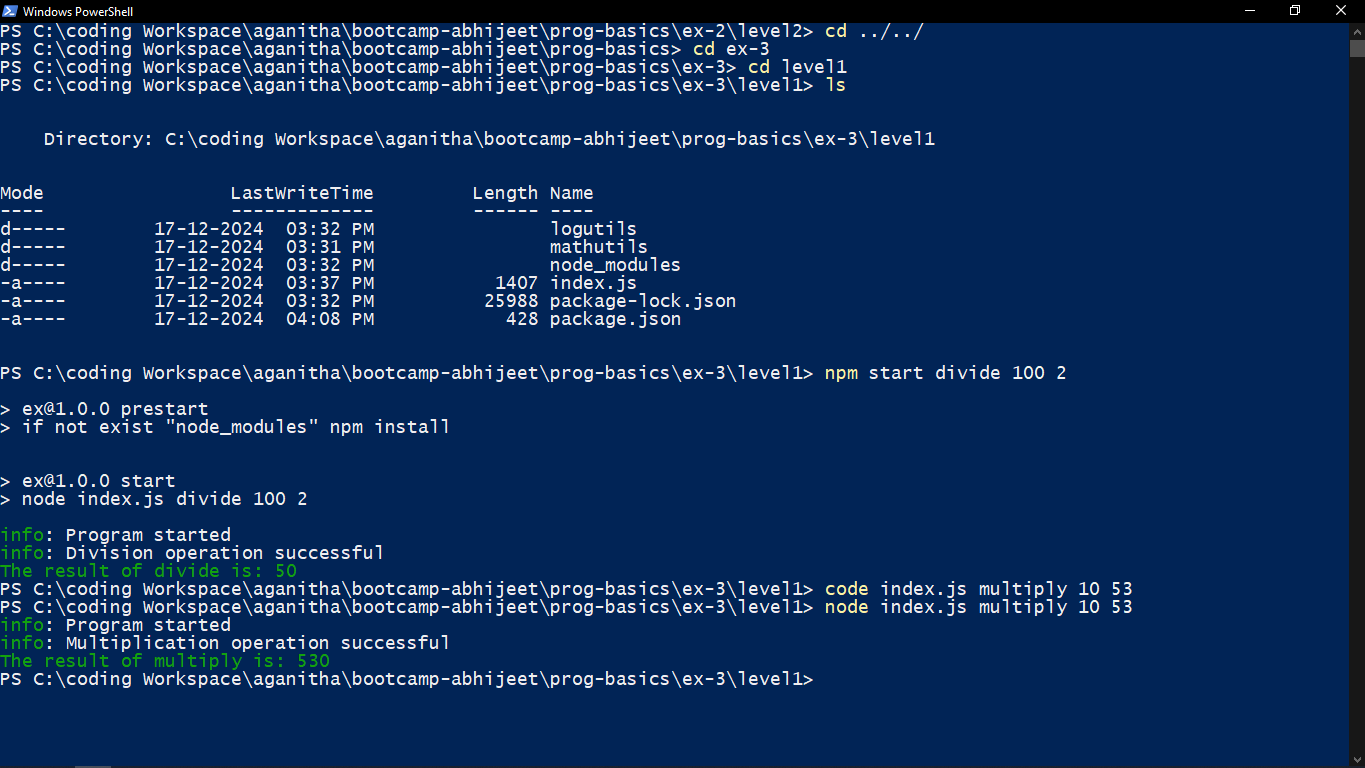 Windows PowerShell
PS C:\coding Workspace\aganitha\bootcamp-abhijeet\prog-basics\ex-2\level2> cd ../../
PS C:\coding Workspace\aganitha\bootcamp-abhijeet\prog-basics> cd ex-3
PS C:\coding Workspace\aganitha\bootcamp-abhijeet\prog-basics\ex-3> cd level1
PS C:\coding Workspace\aganitha\bootcamp-abhijeet\prog-basics\ex-3\level1> ls
Directory: C:\coding Workspace\aganitha\bootcamp-abhijeet\prog-basics\ex-3\level1
Mode LastWriteTime Length Name
---- ------------- ------ ----
d----- 17-12-2024 03:32 PM logutils
d----- 17-12-2024 03:31 PM mathutils
d----- 17-12-2024 03:32 PM node_modules
-a---- 17-12-2024 03:37 PM 1407 index.js
-a---- 17-12-2024 03:32 PM 25988 package-lock.json
-a---- 17-12-2024 04:08 PM 428 package.json
PS C:\coding Workspace\aganitha\bootcamp-abhijeet\prog-basics\ex-3\level1> npm start divide 100 2
> ex@1.0.0 prestart
> if not exist "node_modules" npm install
> ex@1.0.0 start
> node index.js divide 100 2
info: Program started
info: Division operation successful
The result of divide is: 50
PS C:\coding Workspace\aganitha\bootcamp-abhijeet\prog-basics\ex-3\level1> code index.js multiply 10 53
PS C:\coding Workspace\aganitha\bootcamp-abhijeet\prog-basics\ex-3\level1> node index.js multiply 10 53
info: Program started
info: Multiplication operation successful
The result of multiply is: 530
PS C:\coding Workspace\aganitha\bootcamp-abhijeet\prog-basics\ex-3\level1>